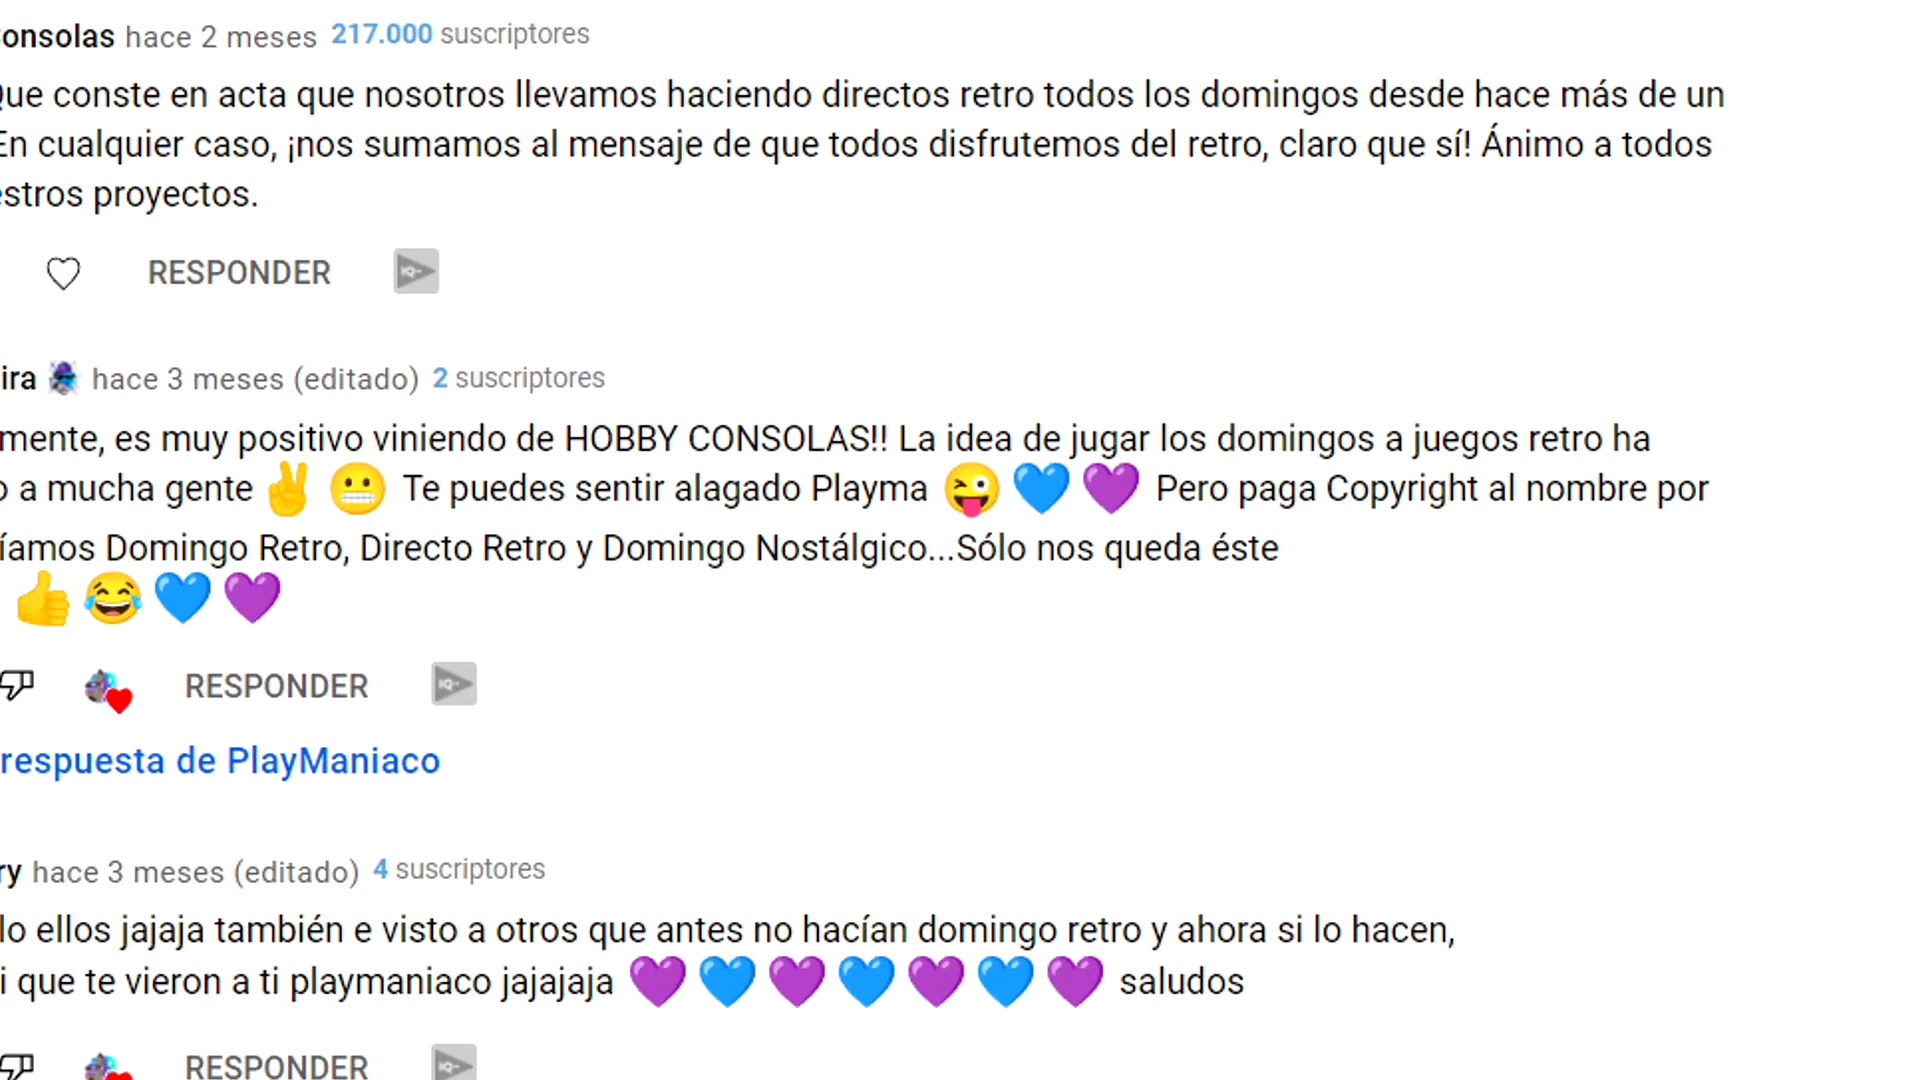 onsolas hace 2 meses 217.000 suscriptores
Que conste en acta que nosotros llevamos haciendo directos retro todos los domingos desde hace más de un
En cualquier caso, ¡nos sumamos al mensaje de que todos disfrutemos del retro, claro que sí! Ánimo a todos
estros proyectos.
RESPONDER
ira hace 3 meses (editado) 2 suscriptores
mente, es muy positivo viniendo de HOBBY CONSOLAS!! La idea de jugar los domingos a juegos retro ha
o a mucha gente ✌️ 😬 Te puedes sentir alagado Playma 😜 💙 💜 Pero paga Copyright al nombre por
íamos Domingo Retro, Directo Retro y Domingo Nostálgico...Sólo nos queda éste
👍 😂 💙 💜
RESPONDER
respuesta de PlayManiaco
ry hace 3 meses (editado) 4 suscriptores
lo ellos jajaja también e visto a otros que antes no hacían domingo retro y ahora si lo hacen,
i que te vieron a ti playmaniaco jajajaja 💜 💙 💜 💙 💜 💙 💜 saludos
RESPONDER